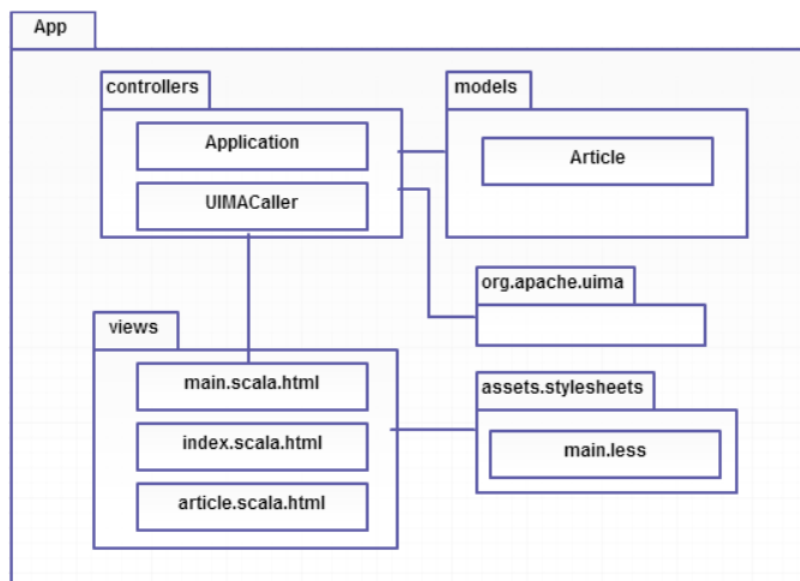 App
controllers
Application
UIMACaller
models
Article
org.apache.uima
views
main.scala.html
index.scala.html
article.scala.html
assets.stylesheets
main.less